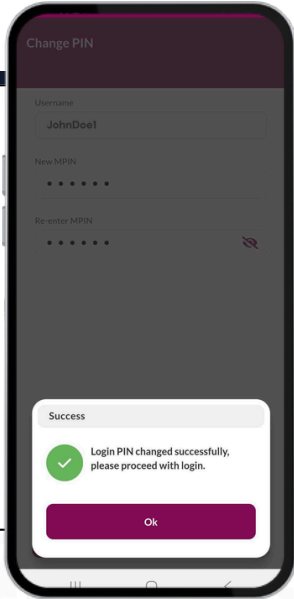 Change PIN
Username
JohnDoe1
New MPIN
Re-enter MPIN
Success
Login PIN changed successfully,
please proceed with login.
Ok